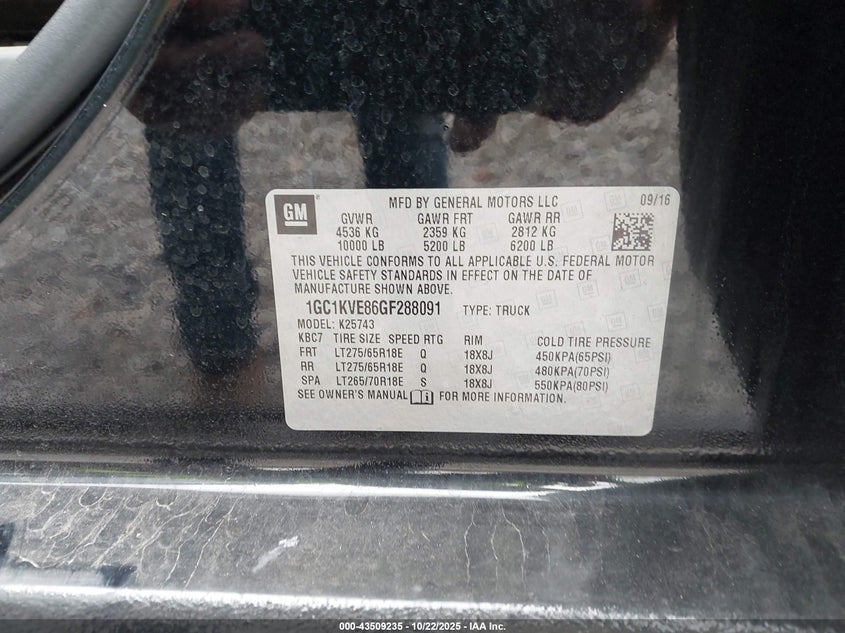 GM
MFD BY GENERAL MOTORS LLC 09/16
GVWR GAWR FRT GAWR RR
4536 KG 2359 KG 2812 KG
10000 LB 5200 LB 6200 LB
THIS VEHICLE CONFORMS TO ALL APPLICABLE U.S. FEDERAL MOTOR
VEHICLE SAFETY STANDARDS IN EFFECT ON THE DATE OF
MANUFACTURE SHOWN ABOVE.
1GC1KVE86GF288091 TYPE: TRUCK
MODEL: K25743
KBC7 TIRE SIZE SPEED RTG RIM COLD TIRE PRESSURE
FRT LT275/65R18E Q 18X8J 450KPA(65PSI)
RR LT275/65R18E Q 18X8J 480KPA(70PSI)
SPA LT265/70R18E S 18X8J 550KPA(80PSI)
SEE OWNER'S MANUAL FOR MORE INFORMATION.
000-43509235 - 10/22/2025 - IAA Inc.